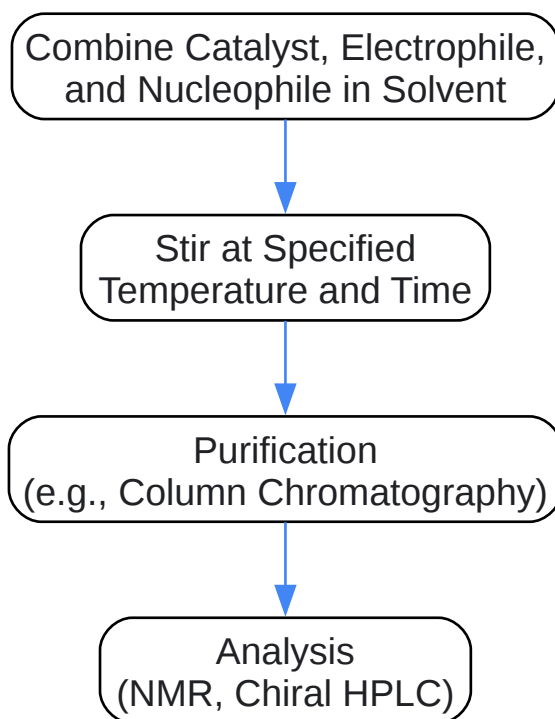 Combine Catalyst, Electrophile,
and Nucleophile in Solvent
Stir at Specified
Temperature and Time
Purification
(e.g., Column Chromatography)
Analysis
(NMR, Chiral HPLC)